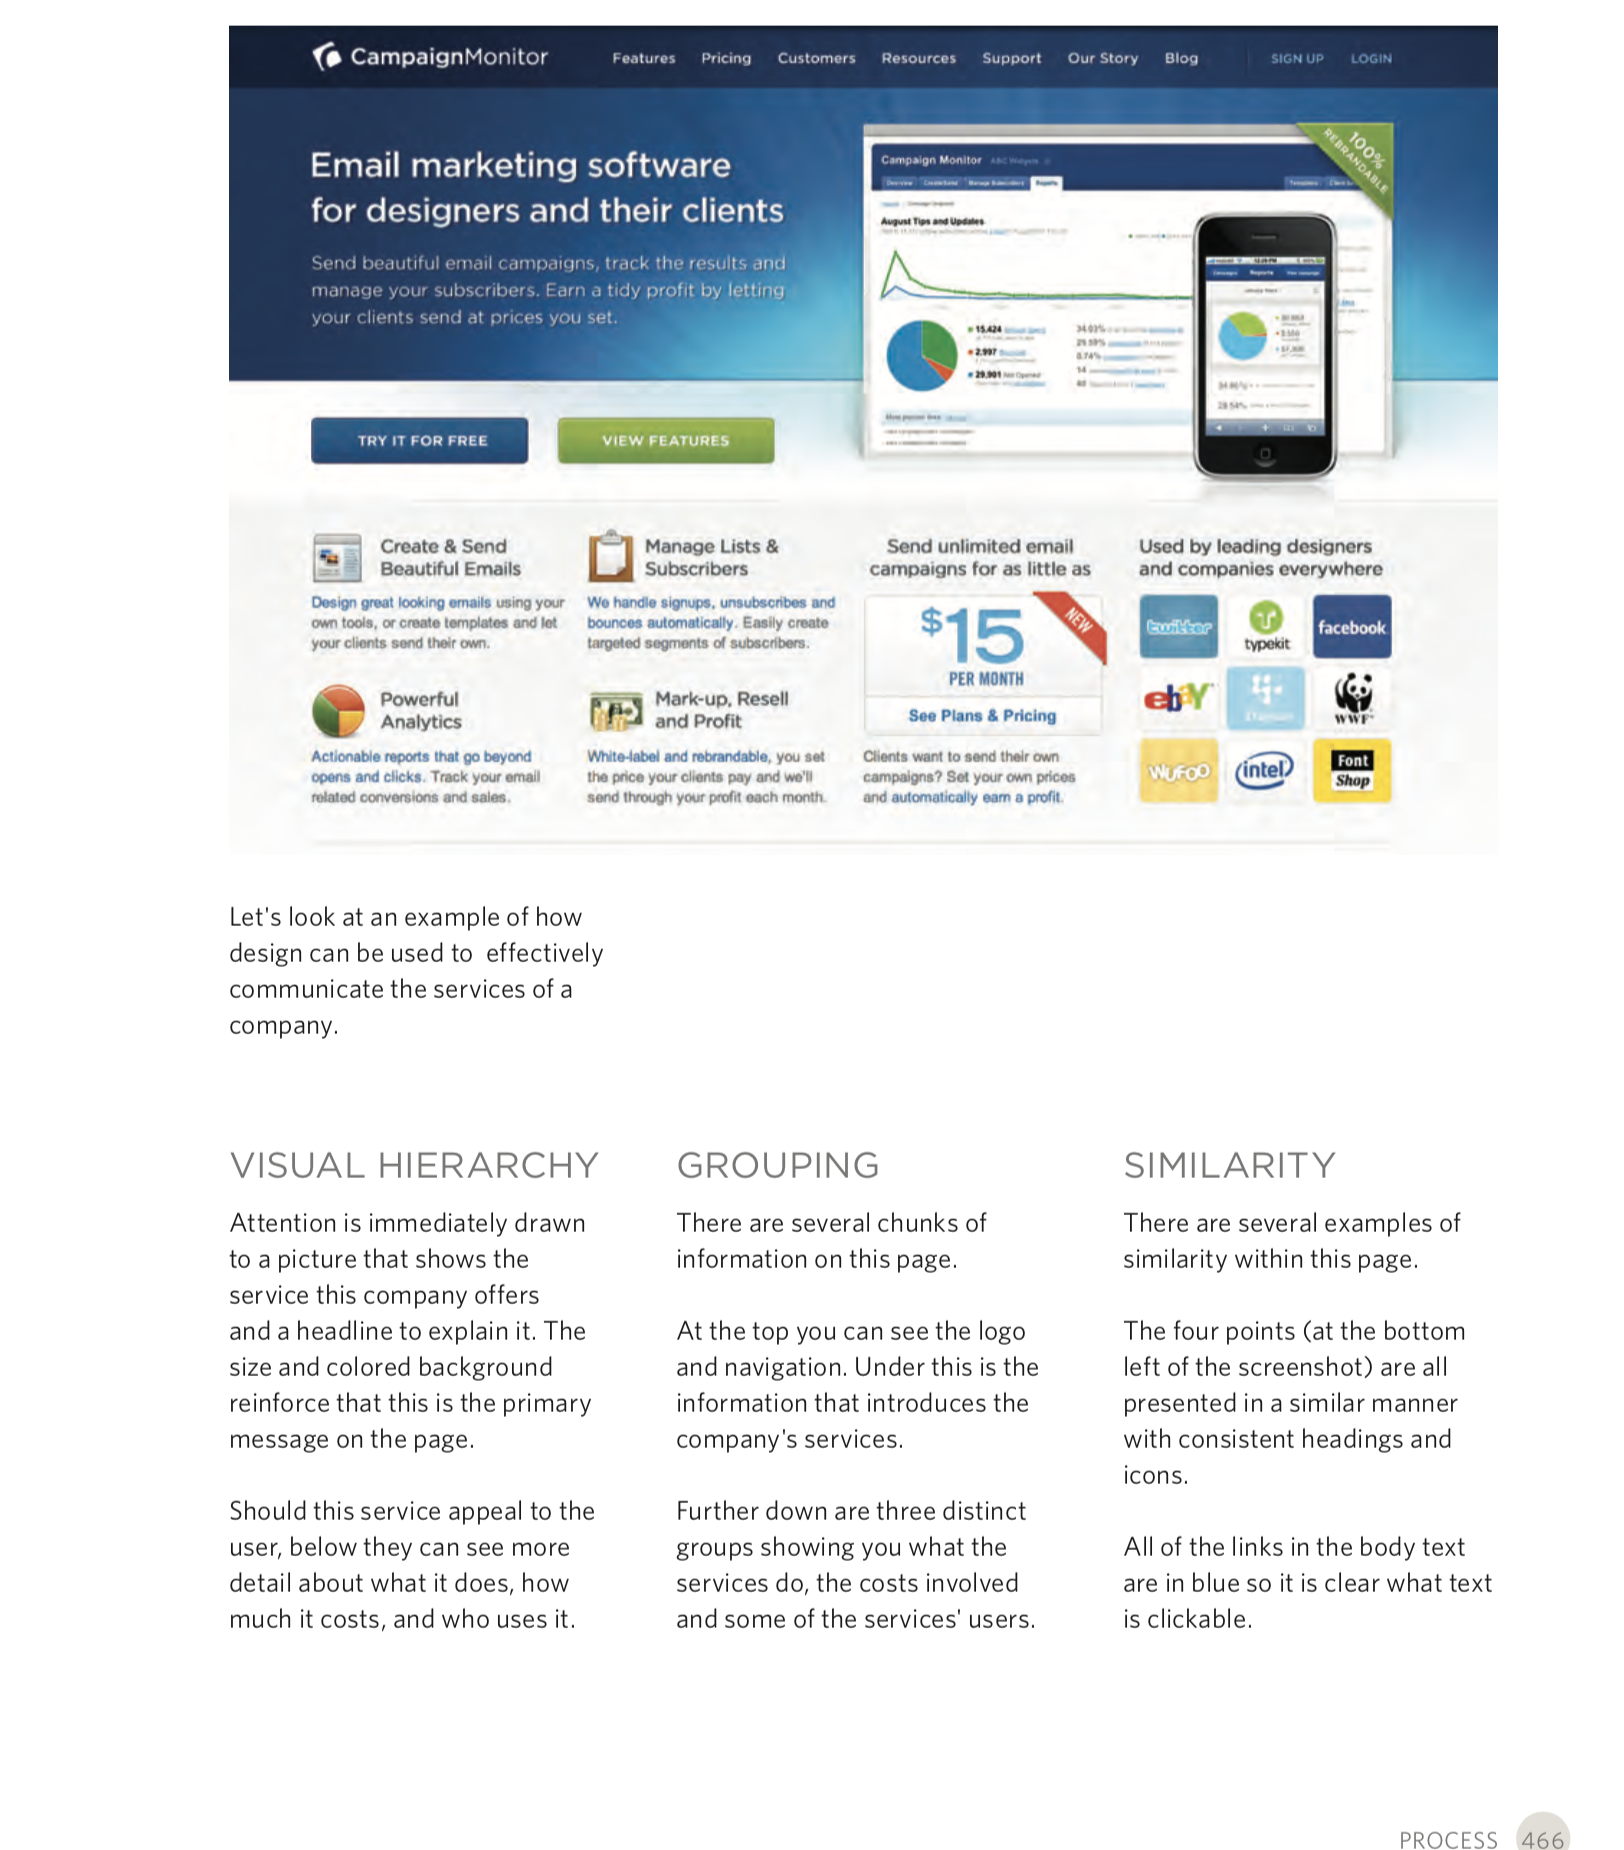 CampaignMonitor
Features Pricing Customers Resources Support Our Story Blog SIGN UP LOGIN
Email marketing software
for designers and their clients
Send beautiful email campaigns, track the results and
manage your subscribers. Earn a tidy profit by letting
your clients send at prices you set.
TRY IT FOR FREE
VIEW FEATURES
100%
REBRANDABLE
Campaign Monitor
Reports
August Tips and Updates
15,424
2,997
29,901 Not Opened
34.03%
29.59%
8.74%
14
Reports
Create & Send
Beautiful Emails
Design great looking emails using your
own tools, or create templates and let
your clients send their own.
Manage Lists &
Subscribers
We handle signups, unsubscribes and
bounces automatically. Easily create
targeted segments of subscribers.
Powerful
Analytics
Actionable reports that go beyond
opens and clicks. Track your email
related conversions and sales.
Mark-up, Resell
and Profit
White-label and rebrandable, you set
the price your clients pay and we'll
send through your profit each month.
Send unlimited email
campaigns for as little as
$15
NEW
PER MONTH
See Plans & Pricing
Clients want to send their own
campaigns? Set your own prices
and automatically earn a profit.
Used by leading designers
and companies everywhere
twitter
typekit
facebook
ebay
WWF
WUFOO
intel
Font
Shop
Let's look at an example of how
design can be used to effectively
communicate the services of a
company.
VISUAL HIERARCHY
Attention is immediately drawn
to a picture that shows the
service this company offers
and a headline to explain it. The
size and colored background
reinforce that this is the primary
message on the page.
Should this service appeal to the
user, below they can see more
detail about what it does, how
much it costs, and who uses it.
GROUPING
There are several chunks of
information on this page.
At the top you can see the logo
and navigation. Under this is the
information that introduces the
company's services.
Further down are three distinct
groups showing you what the
services do, the costs involved
and some of the services' users.
SIMILARITY
There are several examples of
similarity within this page.
The four points (at the bottom
left of the screenshot) are all
presented in a similar manner
with consistent headings and
icons.
All of the links in the body text
are in blue so it is clear what text
is clickable.
PROCESS 466